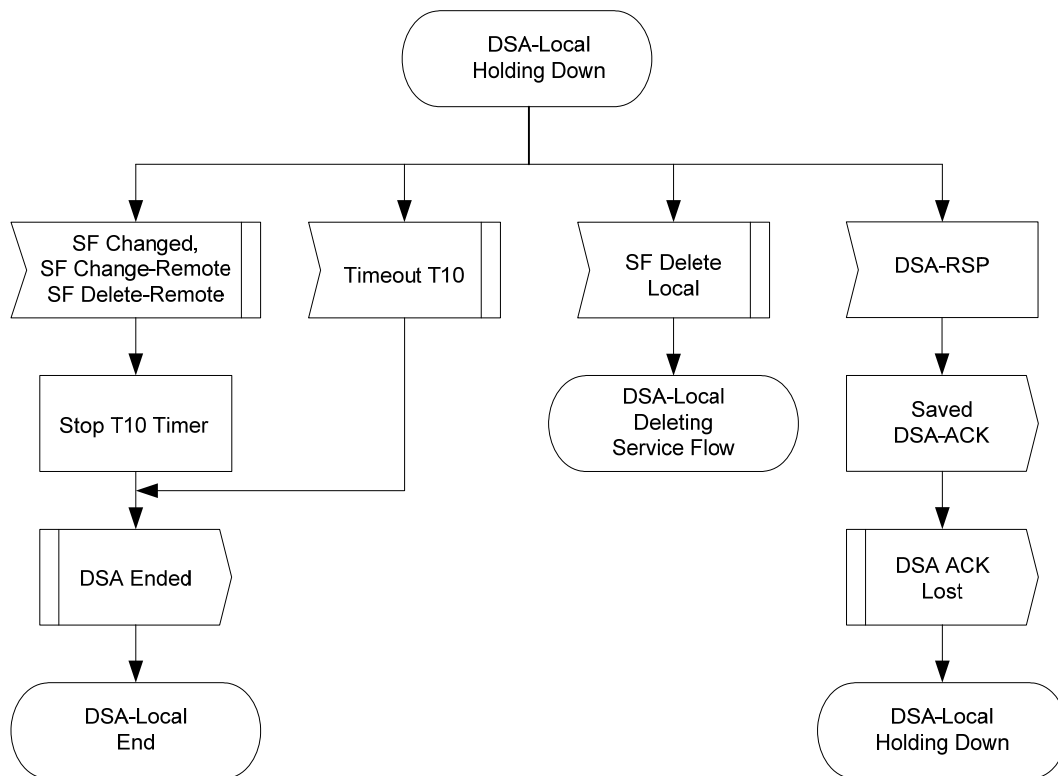 DSA-Local
Holding Down
SF Changed,
SF Change-Remote
SF Delete-Remote
Timeout T10
SF Delete
Local
DSA-RSP
Stop T10 Timer
DSA-Local
Deleting
Service Flow
Saved
DSA-ACK
DSA Ended
DSA ACK
Lost
DSA-Local
End
DSA-Local
Holding Down